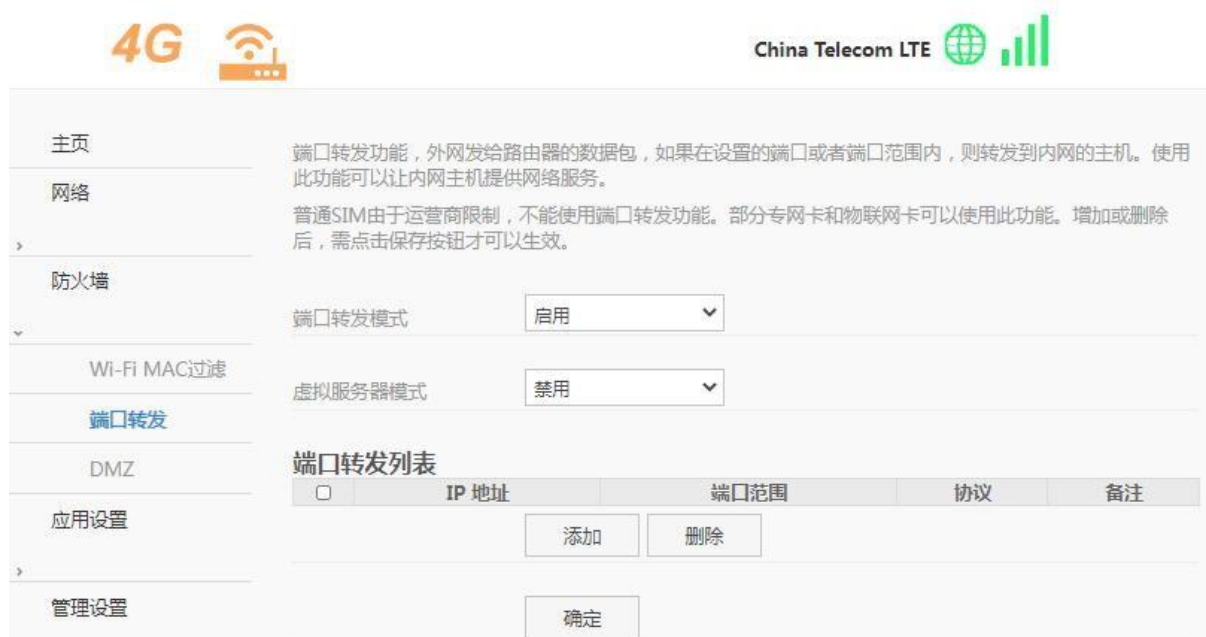 4G
China Telecom LTE
主页
网络
防火墙
Wi-Fi MAC过滤
端口转发
DMZ
应用设置
管理设置
端口转发功能，外网发给路由器的数据包，如果在设置的端口或者端口范围内，则转发到内网的主机。使用
此功能可以让内网主机提供网络服务。
普通SIM由于运营商限制，不能使用端口转发功能。部分专网卡和物联网卡可以使用此功能。增加或删除
后，需点击保存按钮才可以生效。
端口转发模式 启用
虚拟服务器模式 禁用
端口转发列表
IP 地址 端口范围 协议 备注
添加 删除
确定